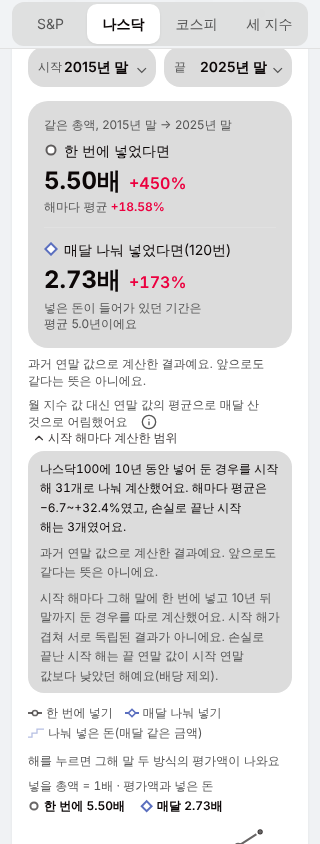 S&P 나스닥 코스피 세 지수
시작 2015년 말 끝 2025년 말
같은 총액, 2015년 말 → 2025년 말
한 번에 넣었다면
5.50배 +450%
해마다 평균 +18.58%
매달 나눠 넣었다면(120번)
2.73배 +173%
넣은 돈이 들어가 있던 기간은
평균 5.0년이에요
과거 연말 값으로 계산한 결과예요. 앞으로도
같다는 뜻은 아니에요.
월 지수 값 대신 연말 값의 평균으로 매달 산
것으로 어림했어요
시작 해마다 계산한 범위
나스닥100에 10년 동안 넣어 둔 경우를 시작
해 31개로 나눠 계산했어요. 해마다 평균은
−6.7~+32.4%였고, 손실로 끝난 시작
해는 3개였어요.
과거 연말 값으로 계산한 결과예요. 앞으로도
같다는 뜻은 아니에요.
시작 해마다 그해 말에 한 번에 넣고 10년 뒤
말까지 둔 경우를 따로 계산했어요. 시작 해가
겹쳐 서로 독립된 결과가 아니에요. 손실로
끝난 시작 해는 끝 연말 값이 시작 연말
값보다 낮았던 해예요(배당 제외).
한 번에 넣기 매달 나눠 넣기
나눠 넣은 돈(매달 같은 금액)
해를 누르면 그해 말 두 방식의 평가액이 나와요
넣을 총액 = 1배 · 평가액과 넣은 돈
한 번에 5.50배 매달 2.73배